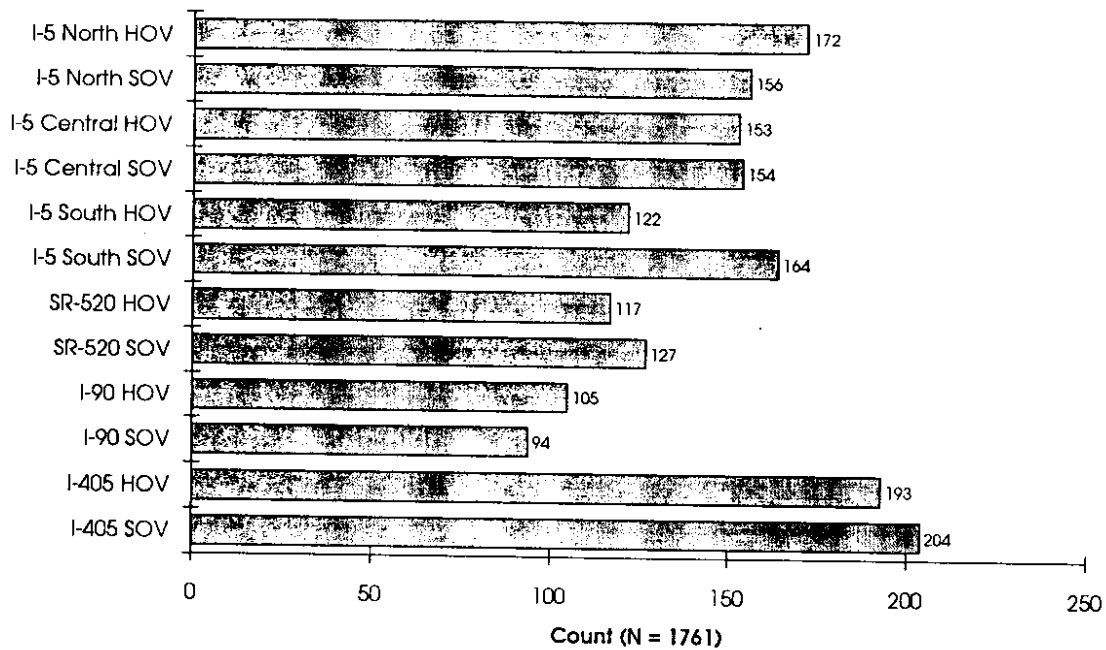 I-5 North HOV 172
I-5 North SOV 156
I-5 Central HOV 153
I-5 Central SOV 154
I-5 South HOV 122
I-5 South SOV 164
SR-520 HOV 117
SR-520 SOV 127
I-90 HOV 105
I-90 SOV 94
I-405 HOV 193
I-405 SOV 204
0 50 100 150 200 250
Count (N = 1761)